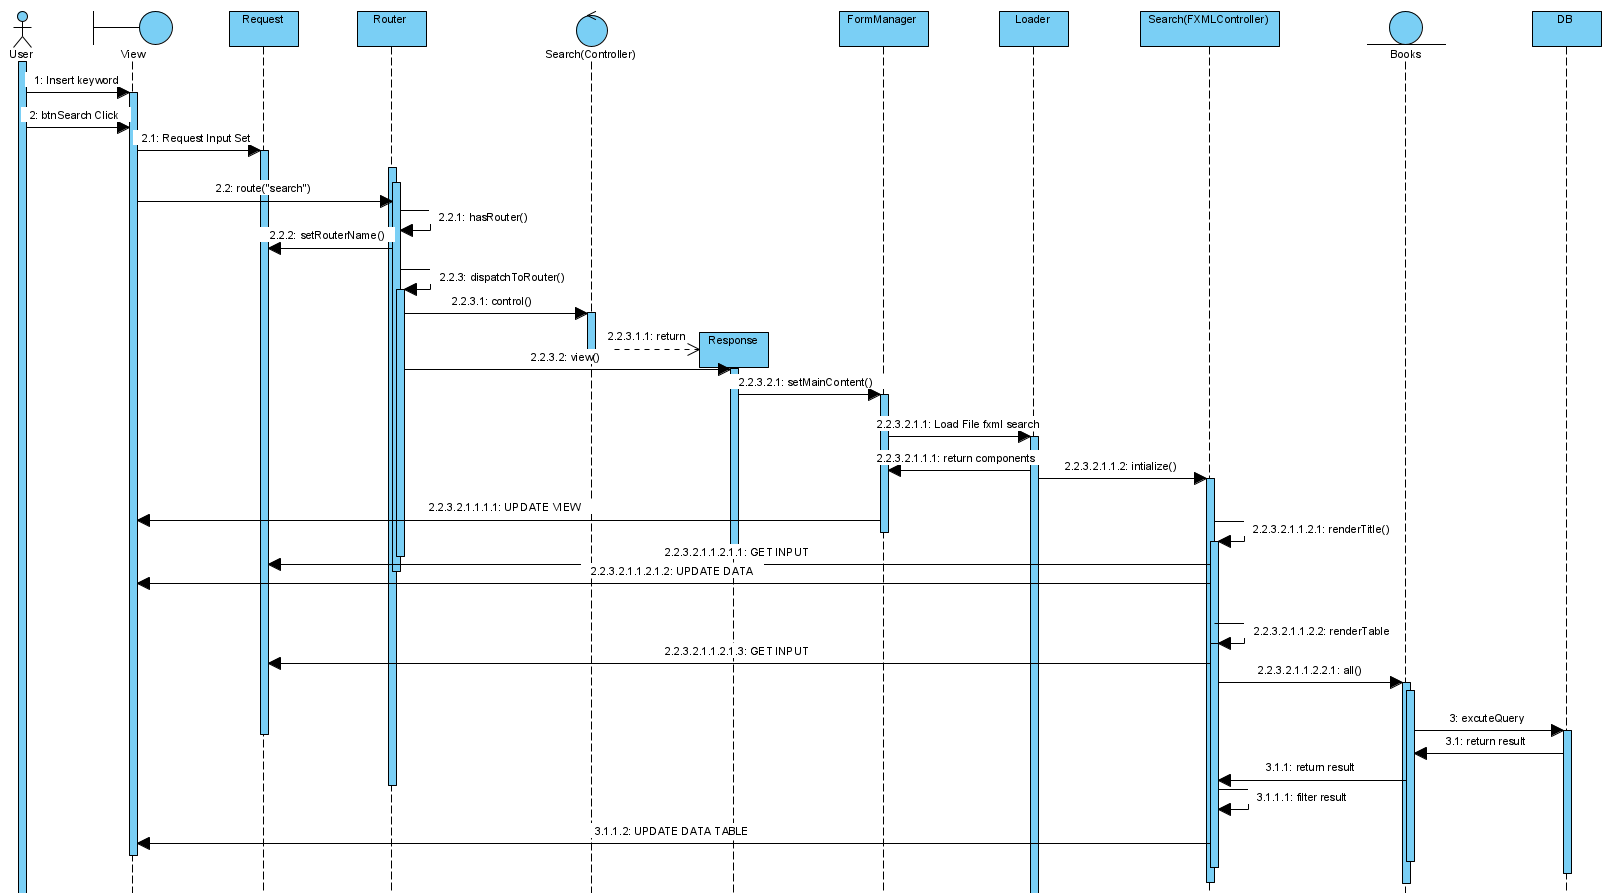 Request
Router
FormManager
Loader
Search(FXMLController)
DB
User
View
Search(Controller)
Books
1: Insert keyword
2: btnSearch Click
2.1: Request Input Set
2.2: route("search")
2.2.1: hasRouter()
2.2.2: setRouterName()
2.2.3: dispatchToRouter()
2.2.3.1: control()
2.2.3.1.1: return
Response
2.2.3.2: view()
2.2.3.2.1: setMainContent()
2.2.3.2.1.1: Load File fxml search
2.2.3.2.1.1.1: return components
2.2.3.2.1.1.2: intialize()
2.2.3.2.1.1.1.1: UPDATE VIEW
2.2.3.2.1.1.2.1: renderTitle()
2.2.3.2.1.1.2.1.1: GET INPUT
2.2.3.2.1.1.2.1.2: UPDATE DATA
2.2.3.2.1.1.2.2: renderTable
2.2.3.2.1.1.2.1.3: GET INPUT
2.2.3.2.1.1.2.2.1: all()
3: excuteQuery
3.1: return result
3.1.1: return result
3.1.1.1: filter result
3.1.1.2: UPDATE DATA TABLE